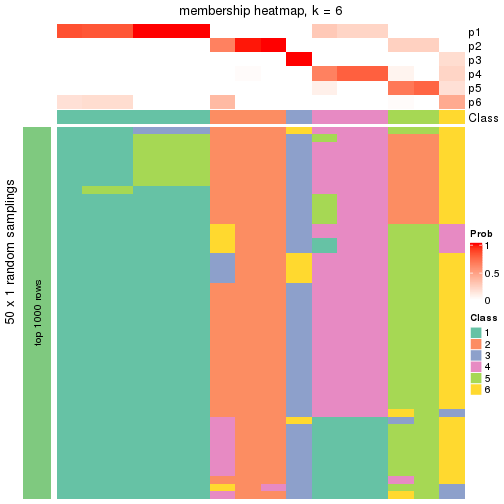 membership heatmap, k = 6
p1
p2
p3
p4
p5
p6
Class
50 x 1 random samplings
top 1000 rows
Prob
1
0.5
0
Class
1
2
3
4
5
6